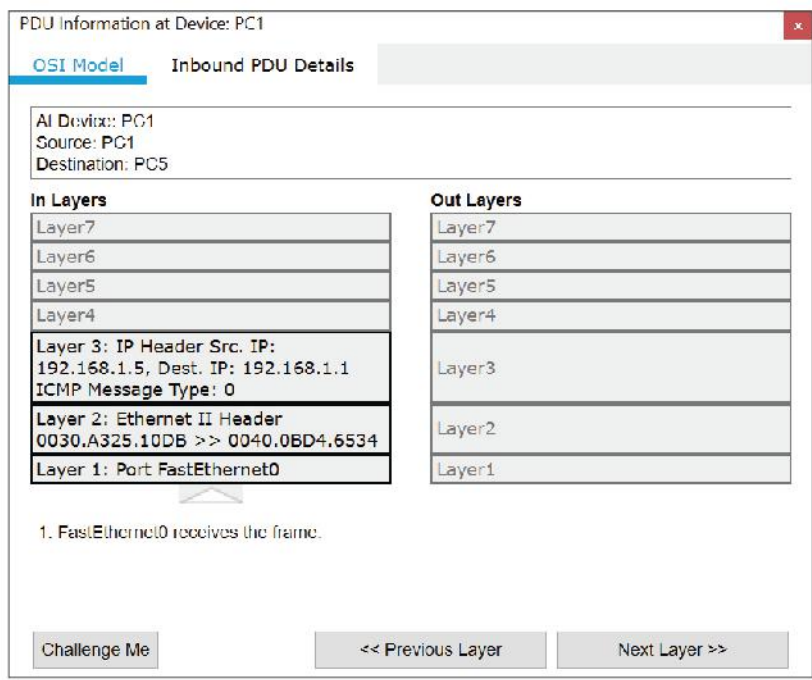 PDU Information at Device: PC1
x
OSI Model
Inbound PDU Details
At Device: PC1
Source: PC1
Destination: PC5
In Layers
Layer7
Layer6
Layer5
Layer4
Layer 3: IP Header Src. IP:
192.168.1.5, Dest. IP: 192.168.1.1
ICMP Message Type: 0
Layer 2: Ethernet II Header
0030.A325.10DB >> 0040.0BD4.6534
Layer 1: Port FastEthernet0
Out Layers
Layer7
Layer6
Layer5
Layer4
Layer3
Layer2
Layer1
1. FastEthernet0 receives the frame.
Challenge Me
<< Previous Layer
Next Layer >>